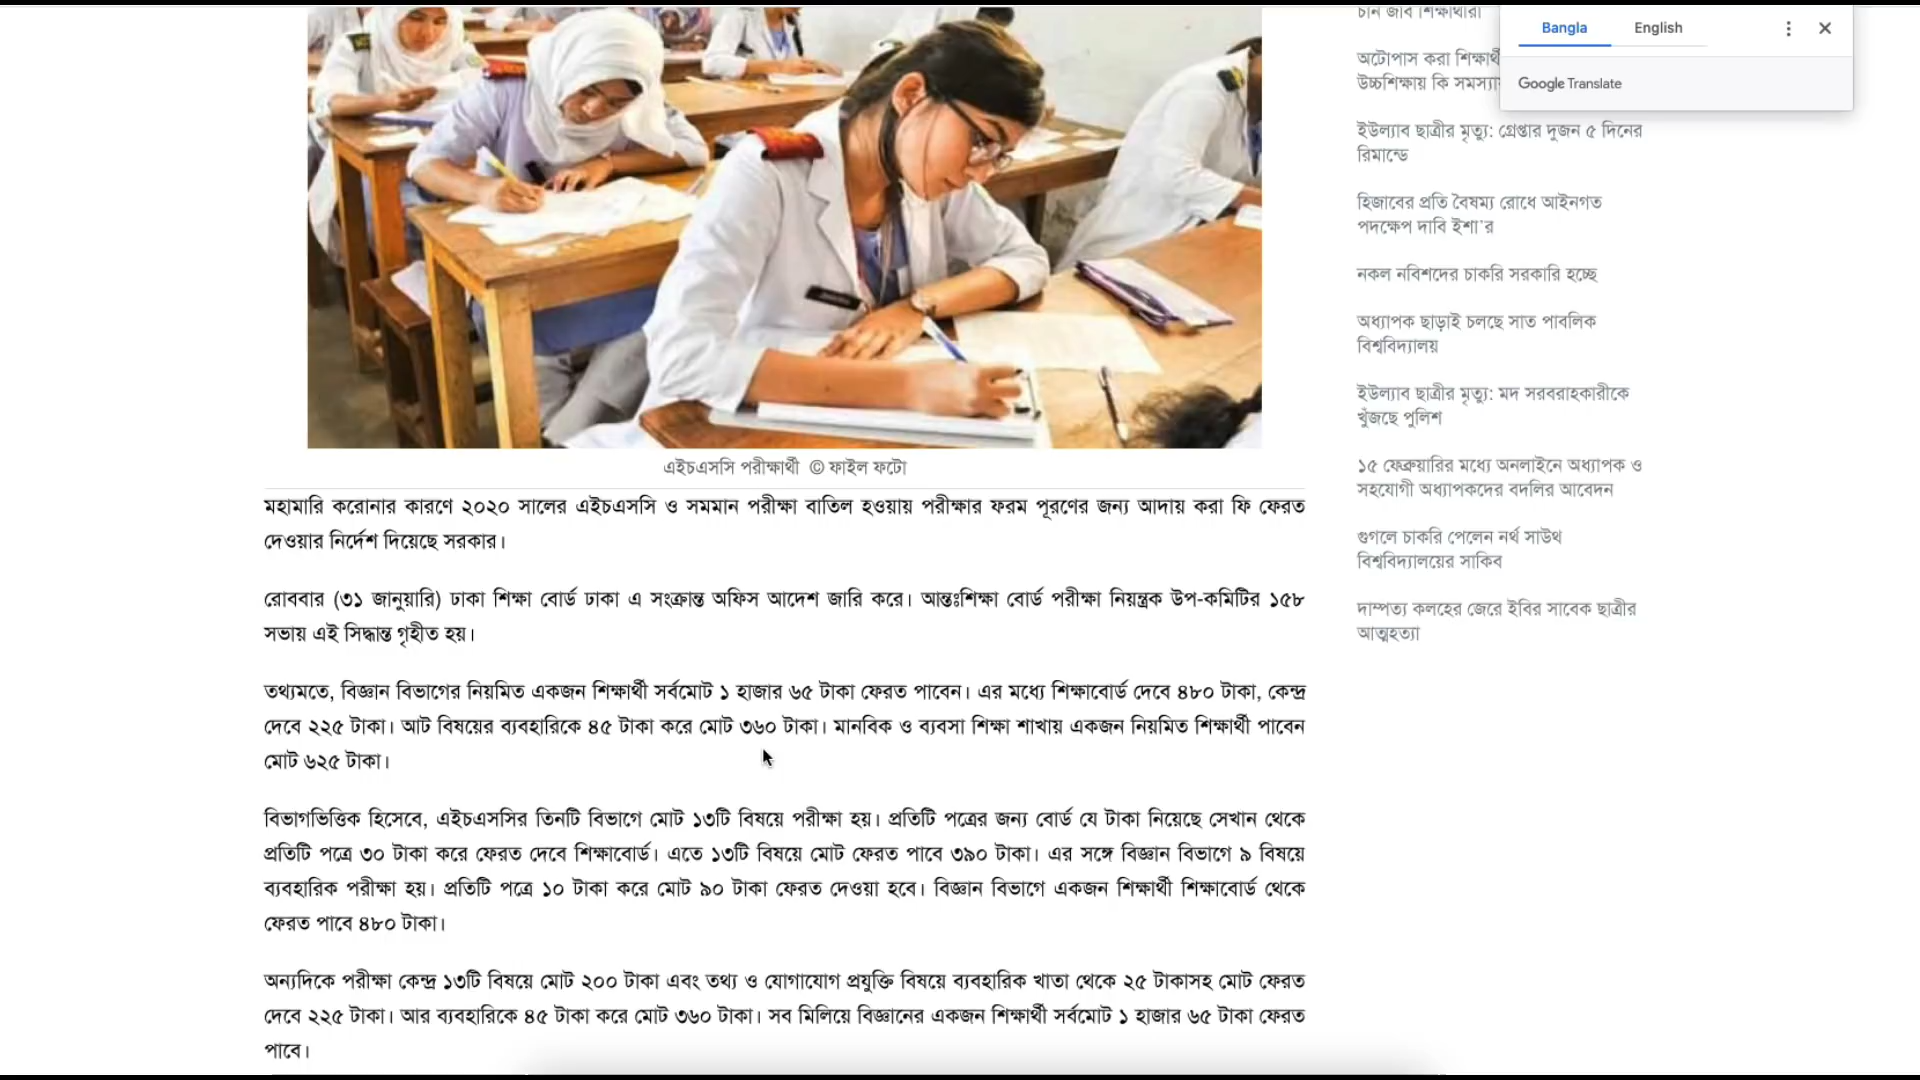 এইচএসসি পরীক্ষার্থী © ফাইল ফটো
মহামারি করোনার কারণে ২০২০ সালের এইচএসসি ও সমমান পরীক্ষা বাতিল হওয়ায় পরীক্ষার ফরম পূরণের জন্য আদায় করা ফি ফেরত
দেওয়ার নির্দেশ দিয়েছে সরকার।
রোববার (৩১ জানুয়ারি) ঢাকা শিক্ষা বোর্ড ঢাকা এ সংক্রান্ত অফিস আদেশ জারি করে। আন্তঃশিক্ষা বোর্ড পরীক্ষা নিয়ন্ত্রক উপ-কমিটির ১৫৮
সভায় এই সিদ্ধান্ত গৃহীত হয়।
তথ্যমতে, বিজ্ঞান বিভাগের নিয়মিত একজন শিক্ষার্থী সর্বমোট ১ হাজার ৬৫ টাকা ফেরত পাবেন। এর মধ্যে শিক্ষাবোর্ড দেবে ৪৮০ টাকা, কেন্দ্র
দেবে ২২৫ টাকা। আট বিষয়ের ব্যবহারিকে ৪৫ টাকা করে মোট ৩৬০ টাকা। মানবিক ও ব্যবসা শিক্ষা শাখায় একজন নিয়মিত শিক্ষার্থী পাবেন
মোট ৬২৫ টাকা।
বিভাগভিত্তিক হিসেবে, এইচএসসির তিনটি বিভাগে মোট ১৩টি বিষয়ে পরীক্ষা হয়। প্রতিটি পত্রের জন্য বোর্ড যে টাকা নিয়েছে সেখান থেকে
প্রতিটি পত্রে ৩০ টাকা করে ফেরত দেবে শিক্ষাবোর্ড। এতে ১৩টি বিষয়ে মোট ফেরত পাবে ৩৯০ টাকা। এর সঙ্গে বিজ্ঞান বিভাগে ৯ বিষয়ে
ব্যবহারিক পরীক্ষা হয়। প্রতিটি পত্রে ১০ টাকা করে মোট ৯০ টাকা ফেরত দেওয়া হবে। বিজ্ঞান বিভাগে একজন শিক্ষার্থী শিক্ষাবোর্ড থেকে
ফেরত পাবে ৪৮০ টাকা।
অন্যদিকে পরীক্ষা কেন্দ্র ১৩টি বিষয়ে মোট ২০০ টাকা এবং তথ্য ও যোগাযোগ প্রযুক্তি বিষয়ে ব্যবহারিক খাতা থেকে ২৫ টাকাসহ মোট ফেরত
দেবে ২২৫ টাকা। আর ব্যবহারিকে ৪৫ টাকা করে মোট ৩৬০ টাকা। সব মিলিয়ে বিজ্ঞানের একজন শিক্ষার্থী সর্বমোট ১ হাজার ৬৫ টাকা ফেরত
পাবে।
অটোপাস করা
উচ্চশিক্ষায় কি
ইউল্যাব ছাত্রীর মৃত্যু: গ্রেপ্তার দুজন ৫ দিনের
রিমান্ডে
হিজাবের প্রতি বৈষম্য রোধে আইনগত
পদক্ষেপ দাবি ইশা'র
নকল নবিশদের চাকরি সরকারি হচ্ছে
অধ্যাপক ছাড়াই চলছে সাত পাবলিক
বিশ্ববিদ্যালয়
ইউল্যাব ছাত্রীর মৃত্যু: মদ সরবরাহকারীকে
খুঁজছে পুলিশ
১৫ ফেব্রুয়ারির মধ্যে অনলাইনে অধ্যাপক ও
সহযোগী অধ্যাপকদের বদলির আবেদন
গুগলে চাকরি পেলেন নর্থ সাউথ
বিশ্ববিদ্যালয়ের সাকিব
দাম্পত্য কলহের জেরে ইবির সাবেক ছাত্রীর
আত্মহত্যা
Bangla English
Google Translate